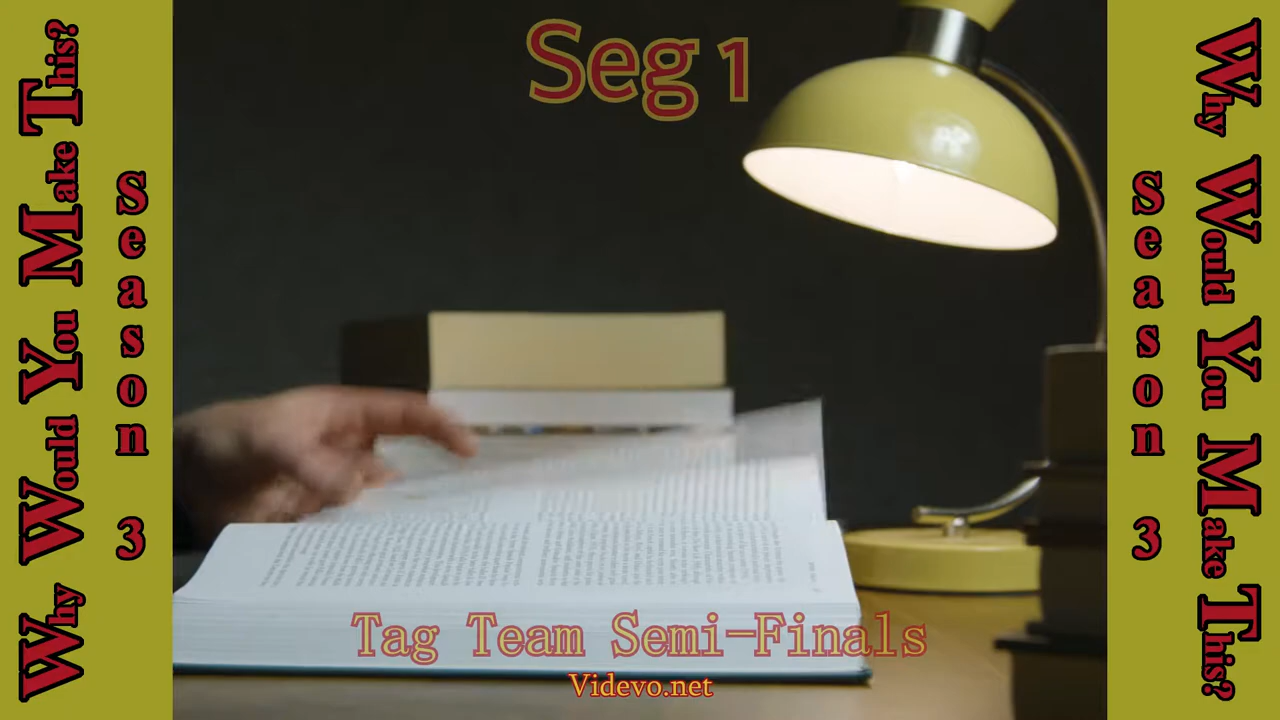 Why Would You Make This?
Season 3
Seg 1
Tag Team Semi-Finals
Videvo.net
Season 3
Why Would You Make This?